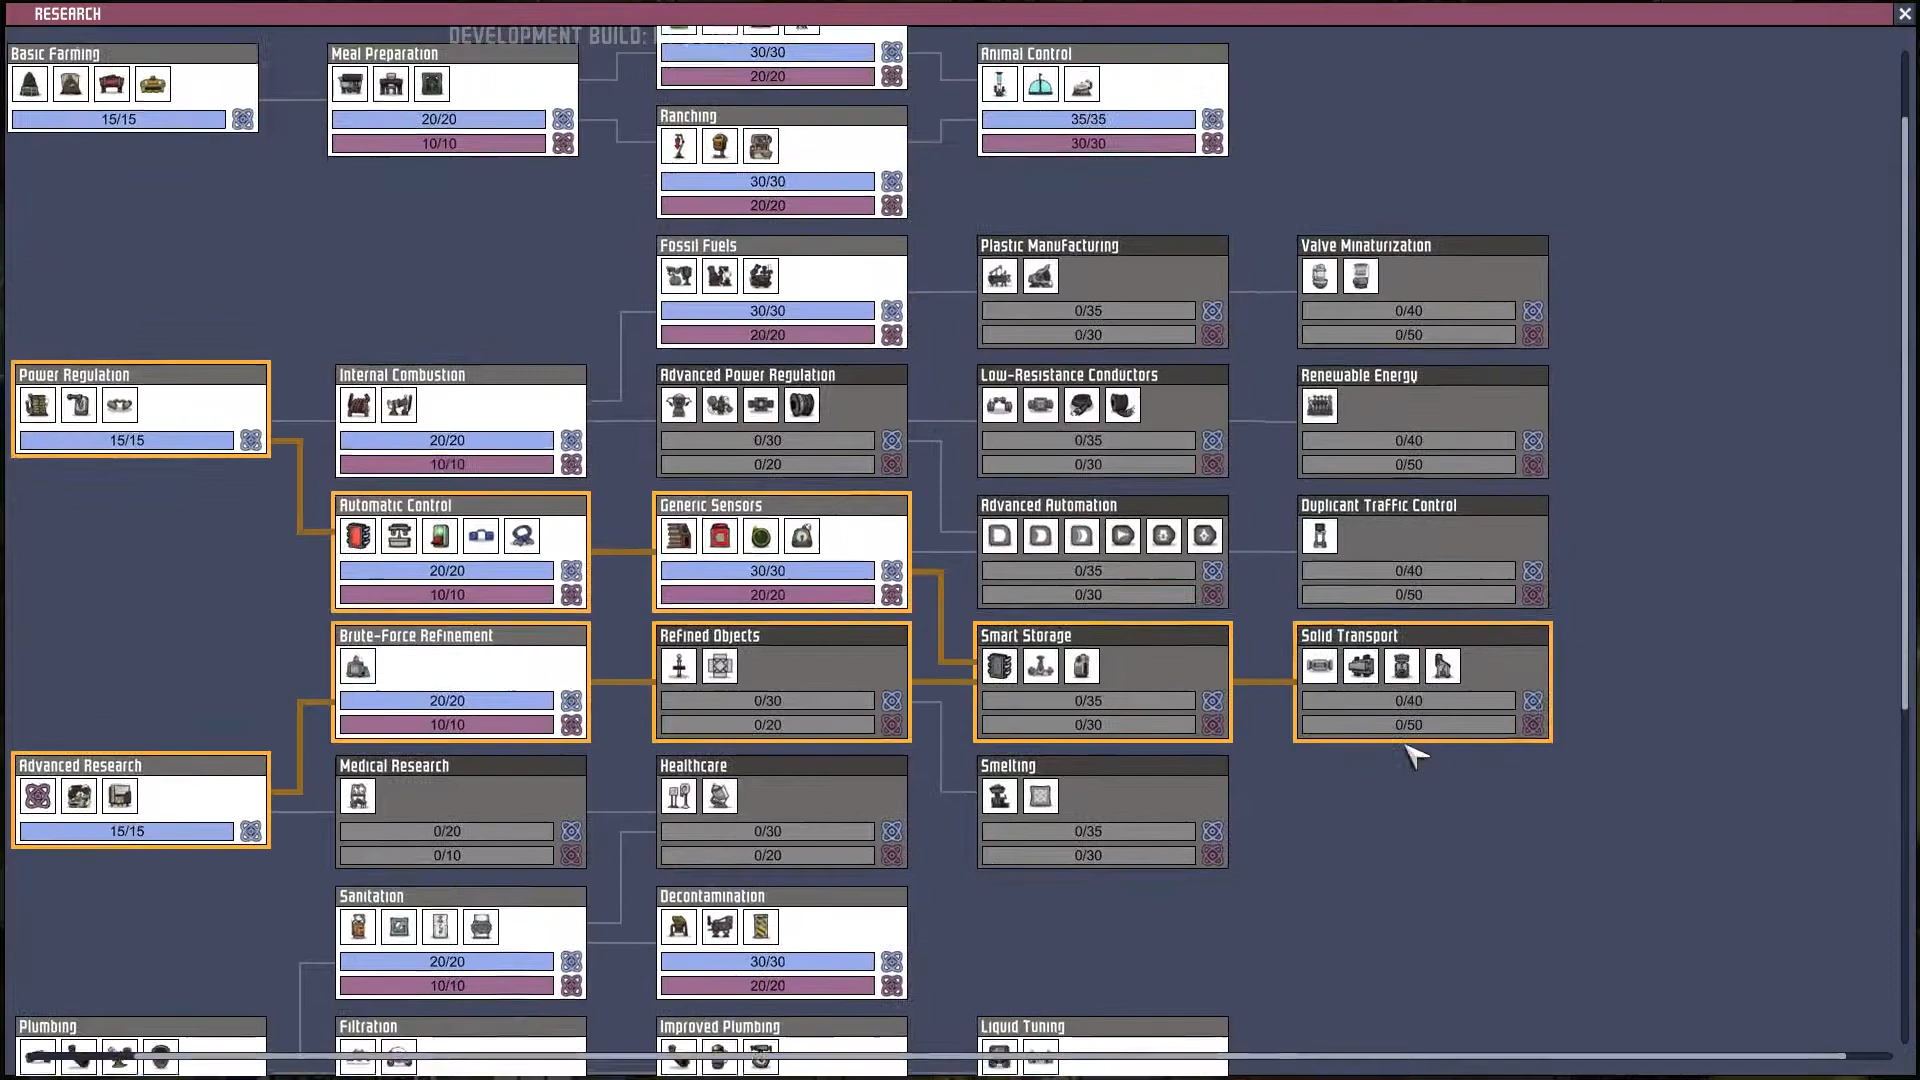 RESEARCH
DEVELOPMENT BUILD:
Basic Farming
15/15
Meal Preparation
20/20
10/10
30/30
20/20
Animal Control
35/35
30/30
Ranching
30/30
20/20
Fossil Fuels
30/30
20/20
Plastic Manufacturing
0/35
0/30
Valve Minaturization
0/40
0/50
Power Regulation
15/15
Internal Combustion
20/20
10/10
Advanced Power Regulation
0/30
0/20
Low-Resistance Conductors
0/35
0/30
Renewable Energy
0/40
0/50
Automatic Control
20/20
10/10
Generic Sensors
30/30
20/20
Advanced Automation
0/35
0/30
Duplicant Traffic Control
0/40
0/50
Brute-Force Refinement
20/20
10/10
Refined Objects
0/30
0/20
Smart Storage
0/35
0/30
Solid Transport
0/40
0/50
Advanced Research
15/15
Medical Research
0/20
0/10
Healthcare
0/30
0/20
Smelting
0/35
0/30
Sanitation
20/20
10/10
Decontamination
30/30
20/20
Plumbing
Filtration
Improved Plumbing
Liquid Tuning